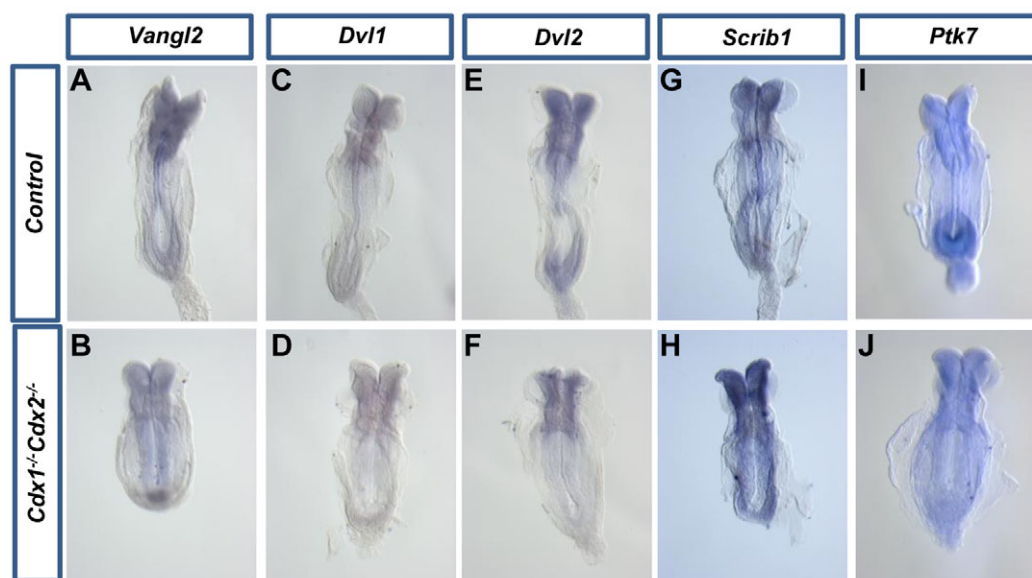 Vangl2 Dvl1 Dvl2 Scrib1 Ptk7
A C E G I
Control
B D F H J
Cdx1-/-Cdx2-/-